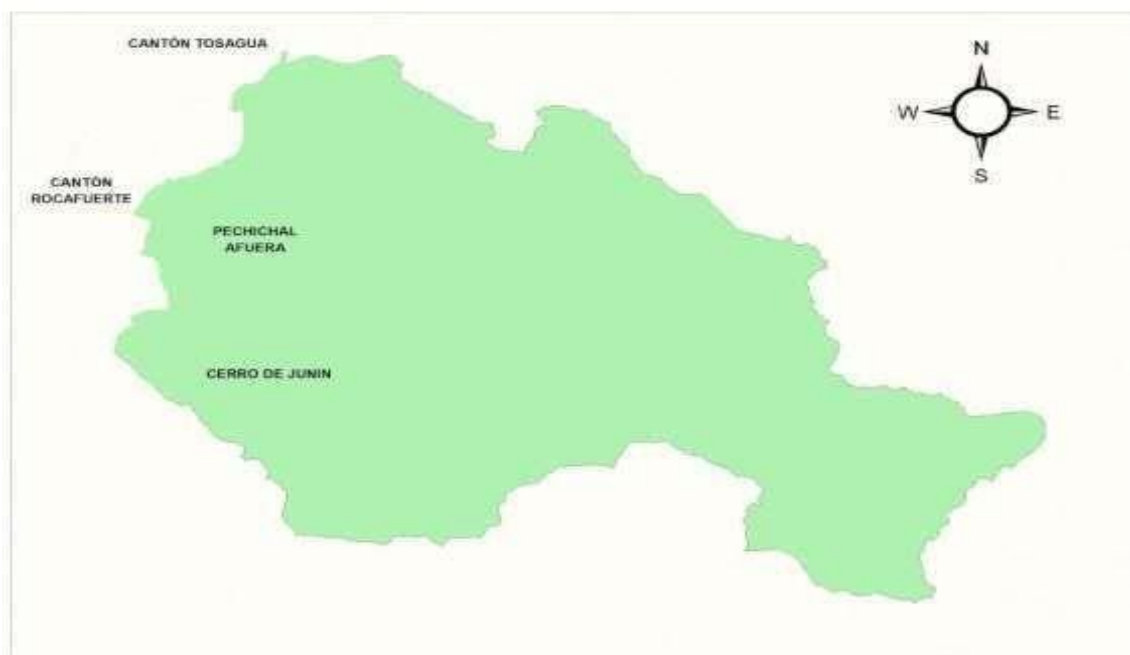 CANTÓN TOSAGUA
N
W
E
S
CANTÓN
ROCAFUERTE
PECHICHAL
AFUERA
CERRO DE JUNIN